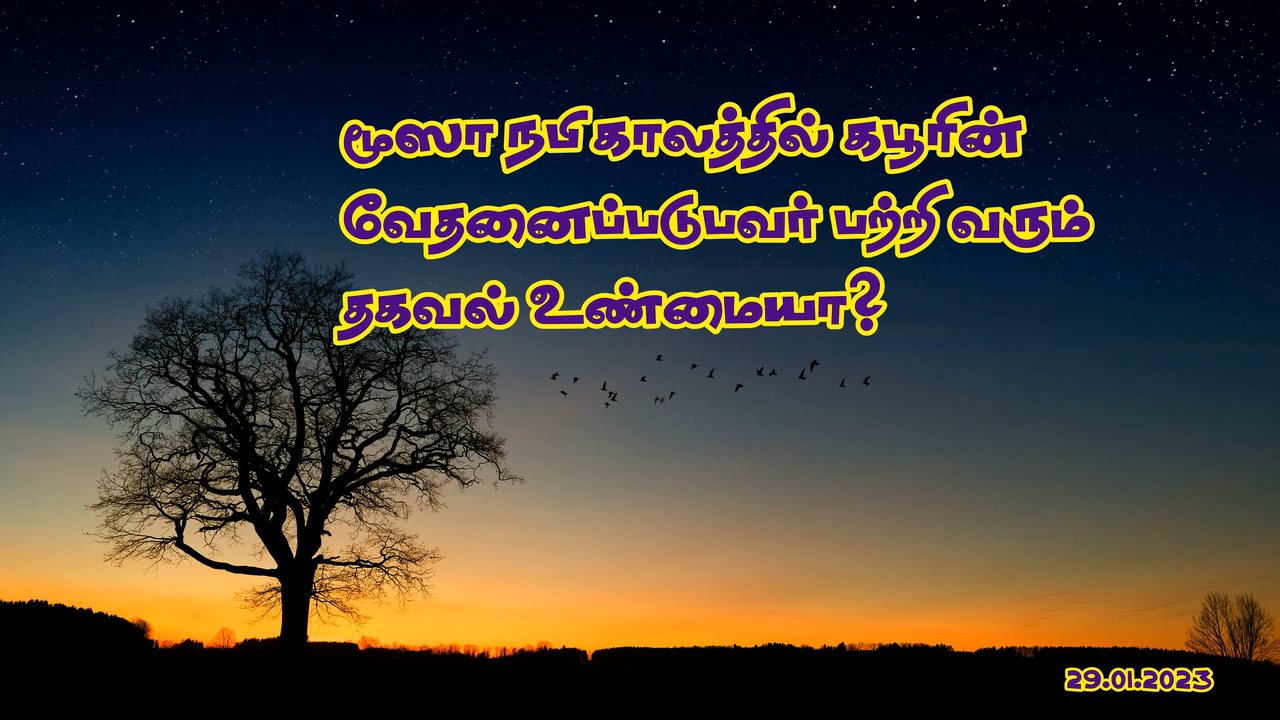 மூஸா நபி காலத்தில் கபூரின்
வேதனைப்படுபவர் பற்றி வரும்
தகவல் உண்மையா?
29.01.2023